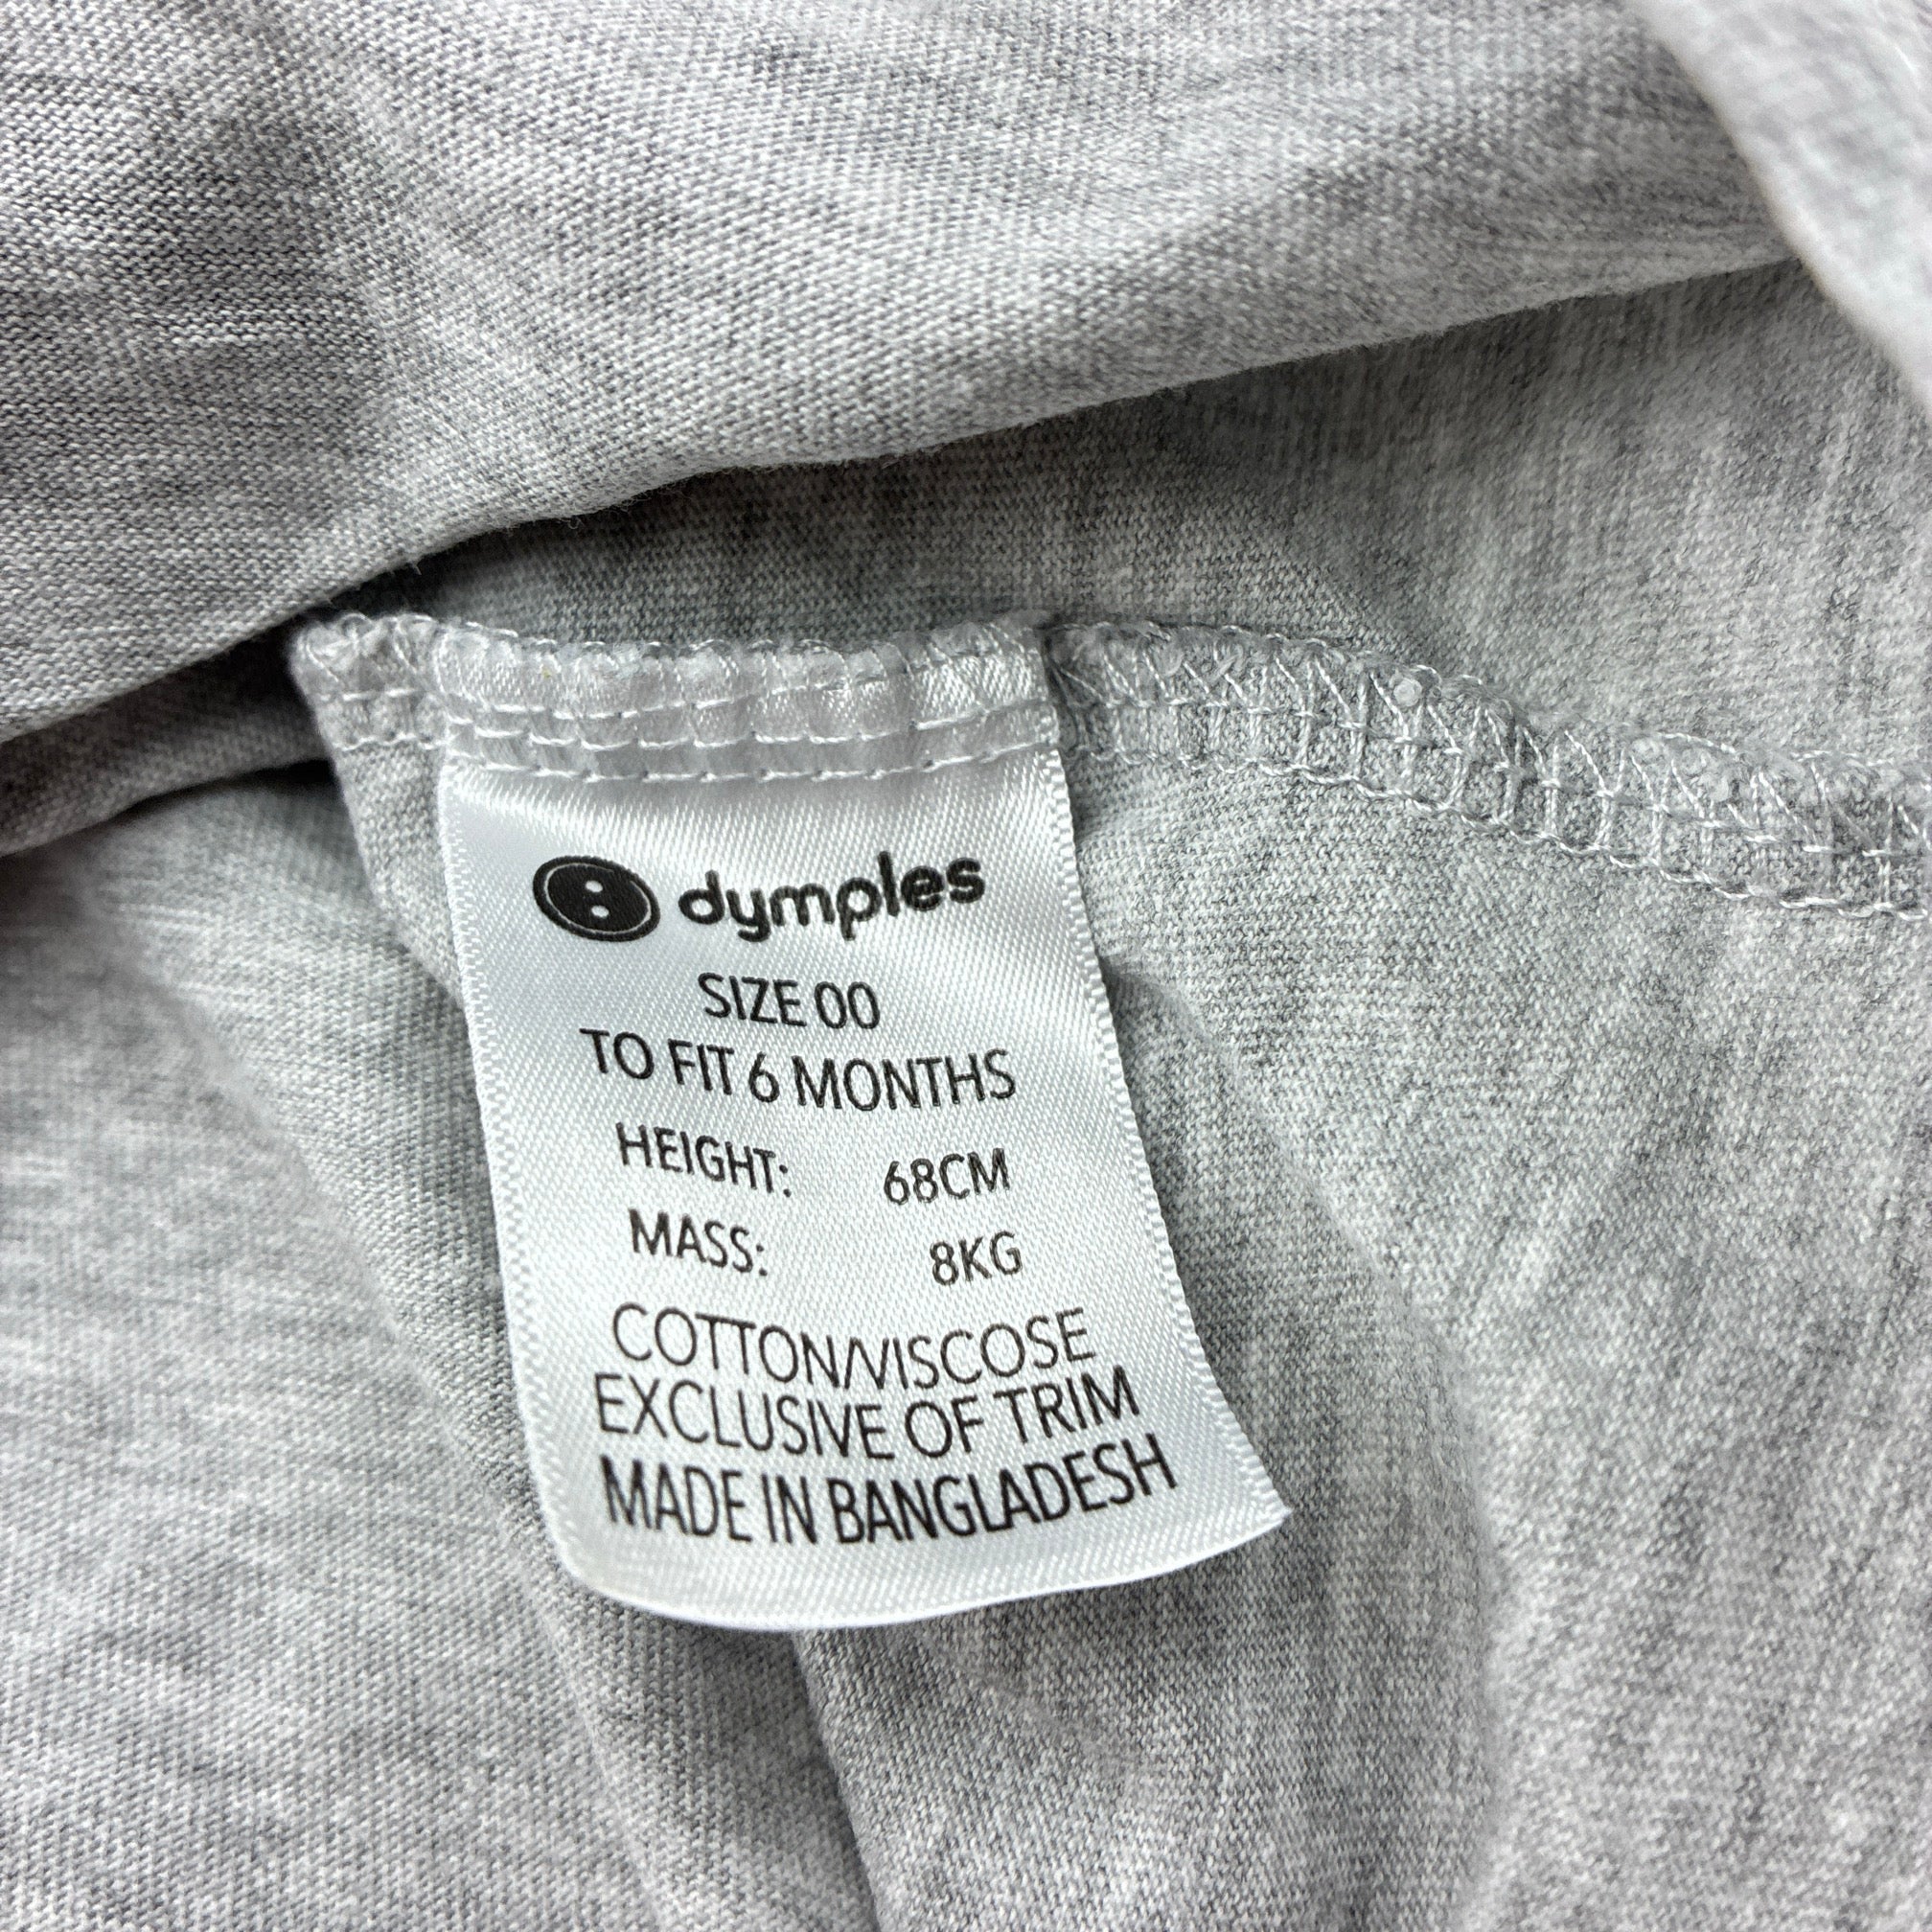 dymples
SIZE 00
TO FIT 6 MONTHS
HEIGHT: 68CM
MASS: 8KG
COTTON/VISCOSE
EXCLUSIVE OF TRIM
MADE IN BANGLADESH